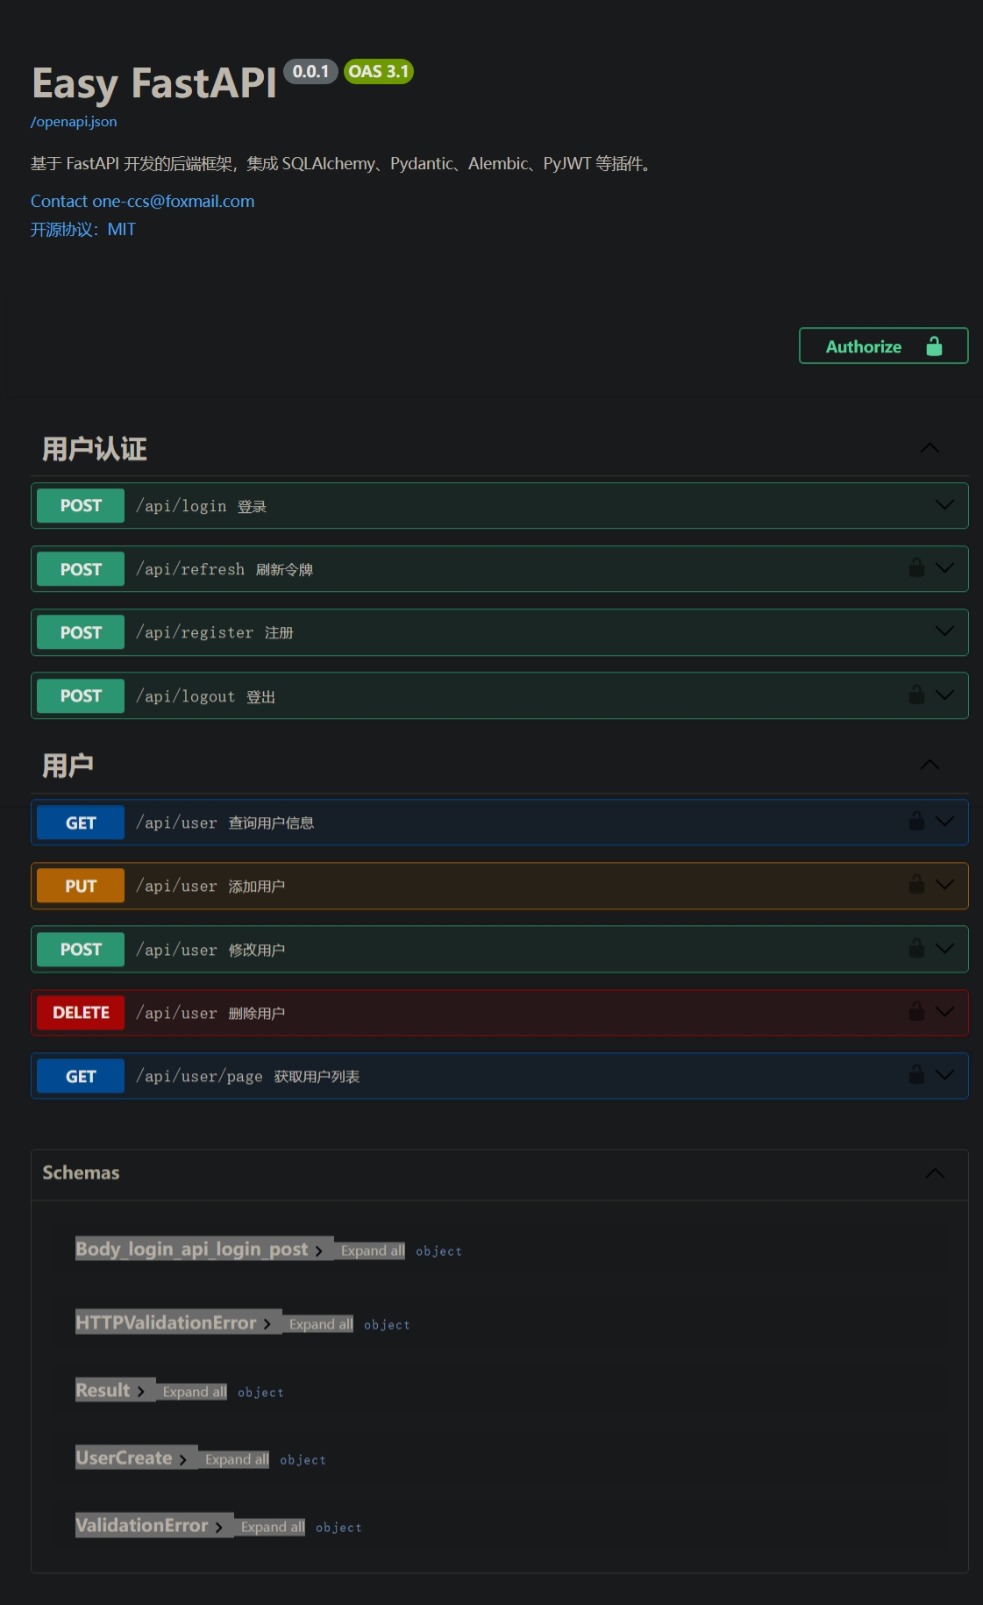 Easy FastAPI 0.0.1 OAS 3.1
/openapi.json
基于 FastAPI 开发的后端框架，集成 SQLAlchemy、Pydantic、Alembic、PyJWT 等插件。
Contact one-ccs@foxmail.com
开源协议：MIT
Authorize
用户认证
POST /api/login 登录
POST /api/refresh 刷新令牌
POST /api/register 注册
POST /api/logout 登出
用户
GET /api/user 查询用户信息
PUT /api/user 添加用户
POST /api/user 修改用户
DELETE /api/user 删除用户
GET /api/user/page 获取用户列表
Schemas
Body_login_api_login_post Expand all object
HTTPValidationError Expand all object
Result Expand all object
UserCreate Expand all object
ValidationError Expand all object